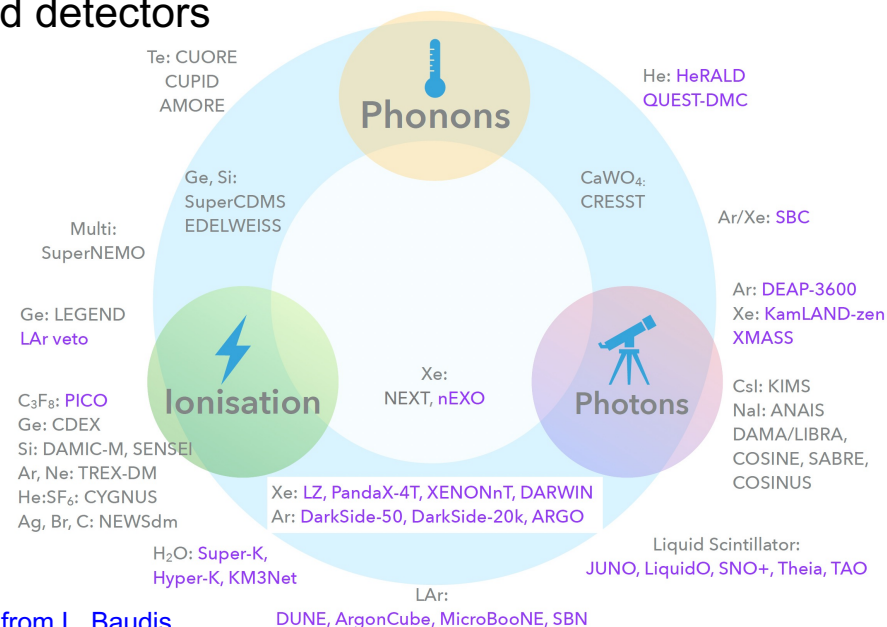 d detectors
Te: CUORE
CUPID
AMORE
Phonons
He: HeRALD
QUEST-DMC
Ge, Si:
SuperCDMS
EDELWEISS
CaWO₄:
CRESST
Multi:
SuperNEMO
Ar/Xe: SBC
Ge: LEGEND
LAr veto
Ar: DEAP-3600
Xe: KamLAND-zen
XMASS
Ionisation
Xe:
NEXT, nEXO
Photons
C₃F₈: PICO
Ge: CDEX
Si: DAMIC-M, SENSEI
Ar, Ne: TREX-DM
He:SF₆: CYGNUS
Ag, Br, C: NEWSdm
CsI: KIMS
NaI: ANAIS
DAMA/LIBRA,
COSINE, SABRE,
COSINUS
Xe: LZ, PandaX-4T, XENONnT, DARWIN
Ar: DarkSide-50, DarkSide-20k, ARGO
H₂O: Super-K,
Hyper-K, KM3Net
Liquid Scintillator:
JUNO, LiquidO, SNO+, Theia, TAO
LAr:
DUNE, ArgonCube, MicroBooNE, SBN
from L. Baudis